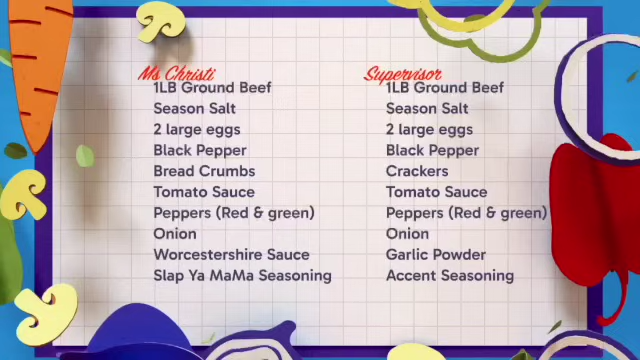 Ms Christi
1LB Ground Beef
Season Salt
2 large eggs
Black Pepper
Bread Crumbs
Tomato Sauce
Peppers (Red & green)
Onion
Worcestershire Sauce
Slap Ya MaMa Seasoning
Supervisor
1LB Ground Beef
Season Salt
2 large eggs
Black Pepper
Crackers
Tomato Sauce
Peppers (Red & green)
Onion
Garlic Powder
Accent Seasoning